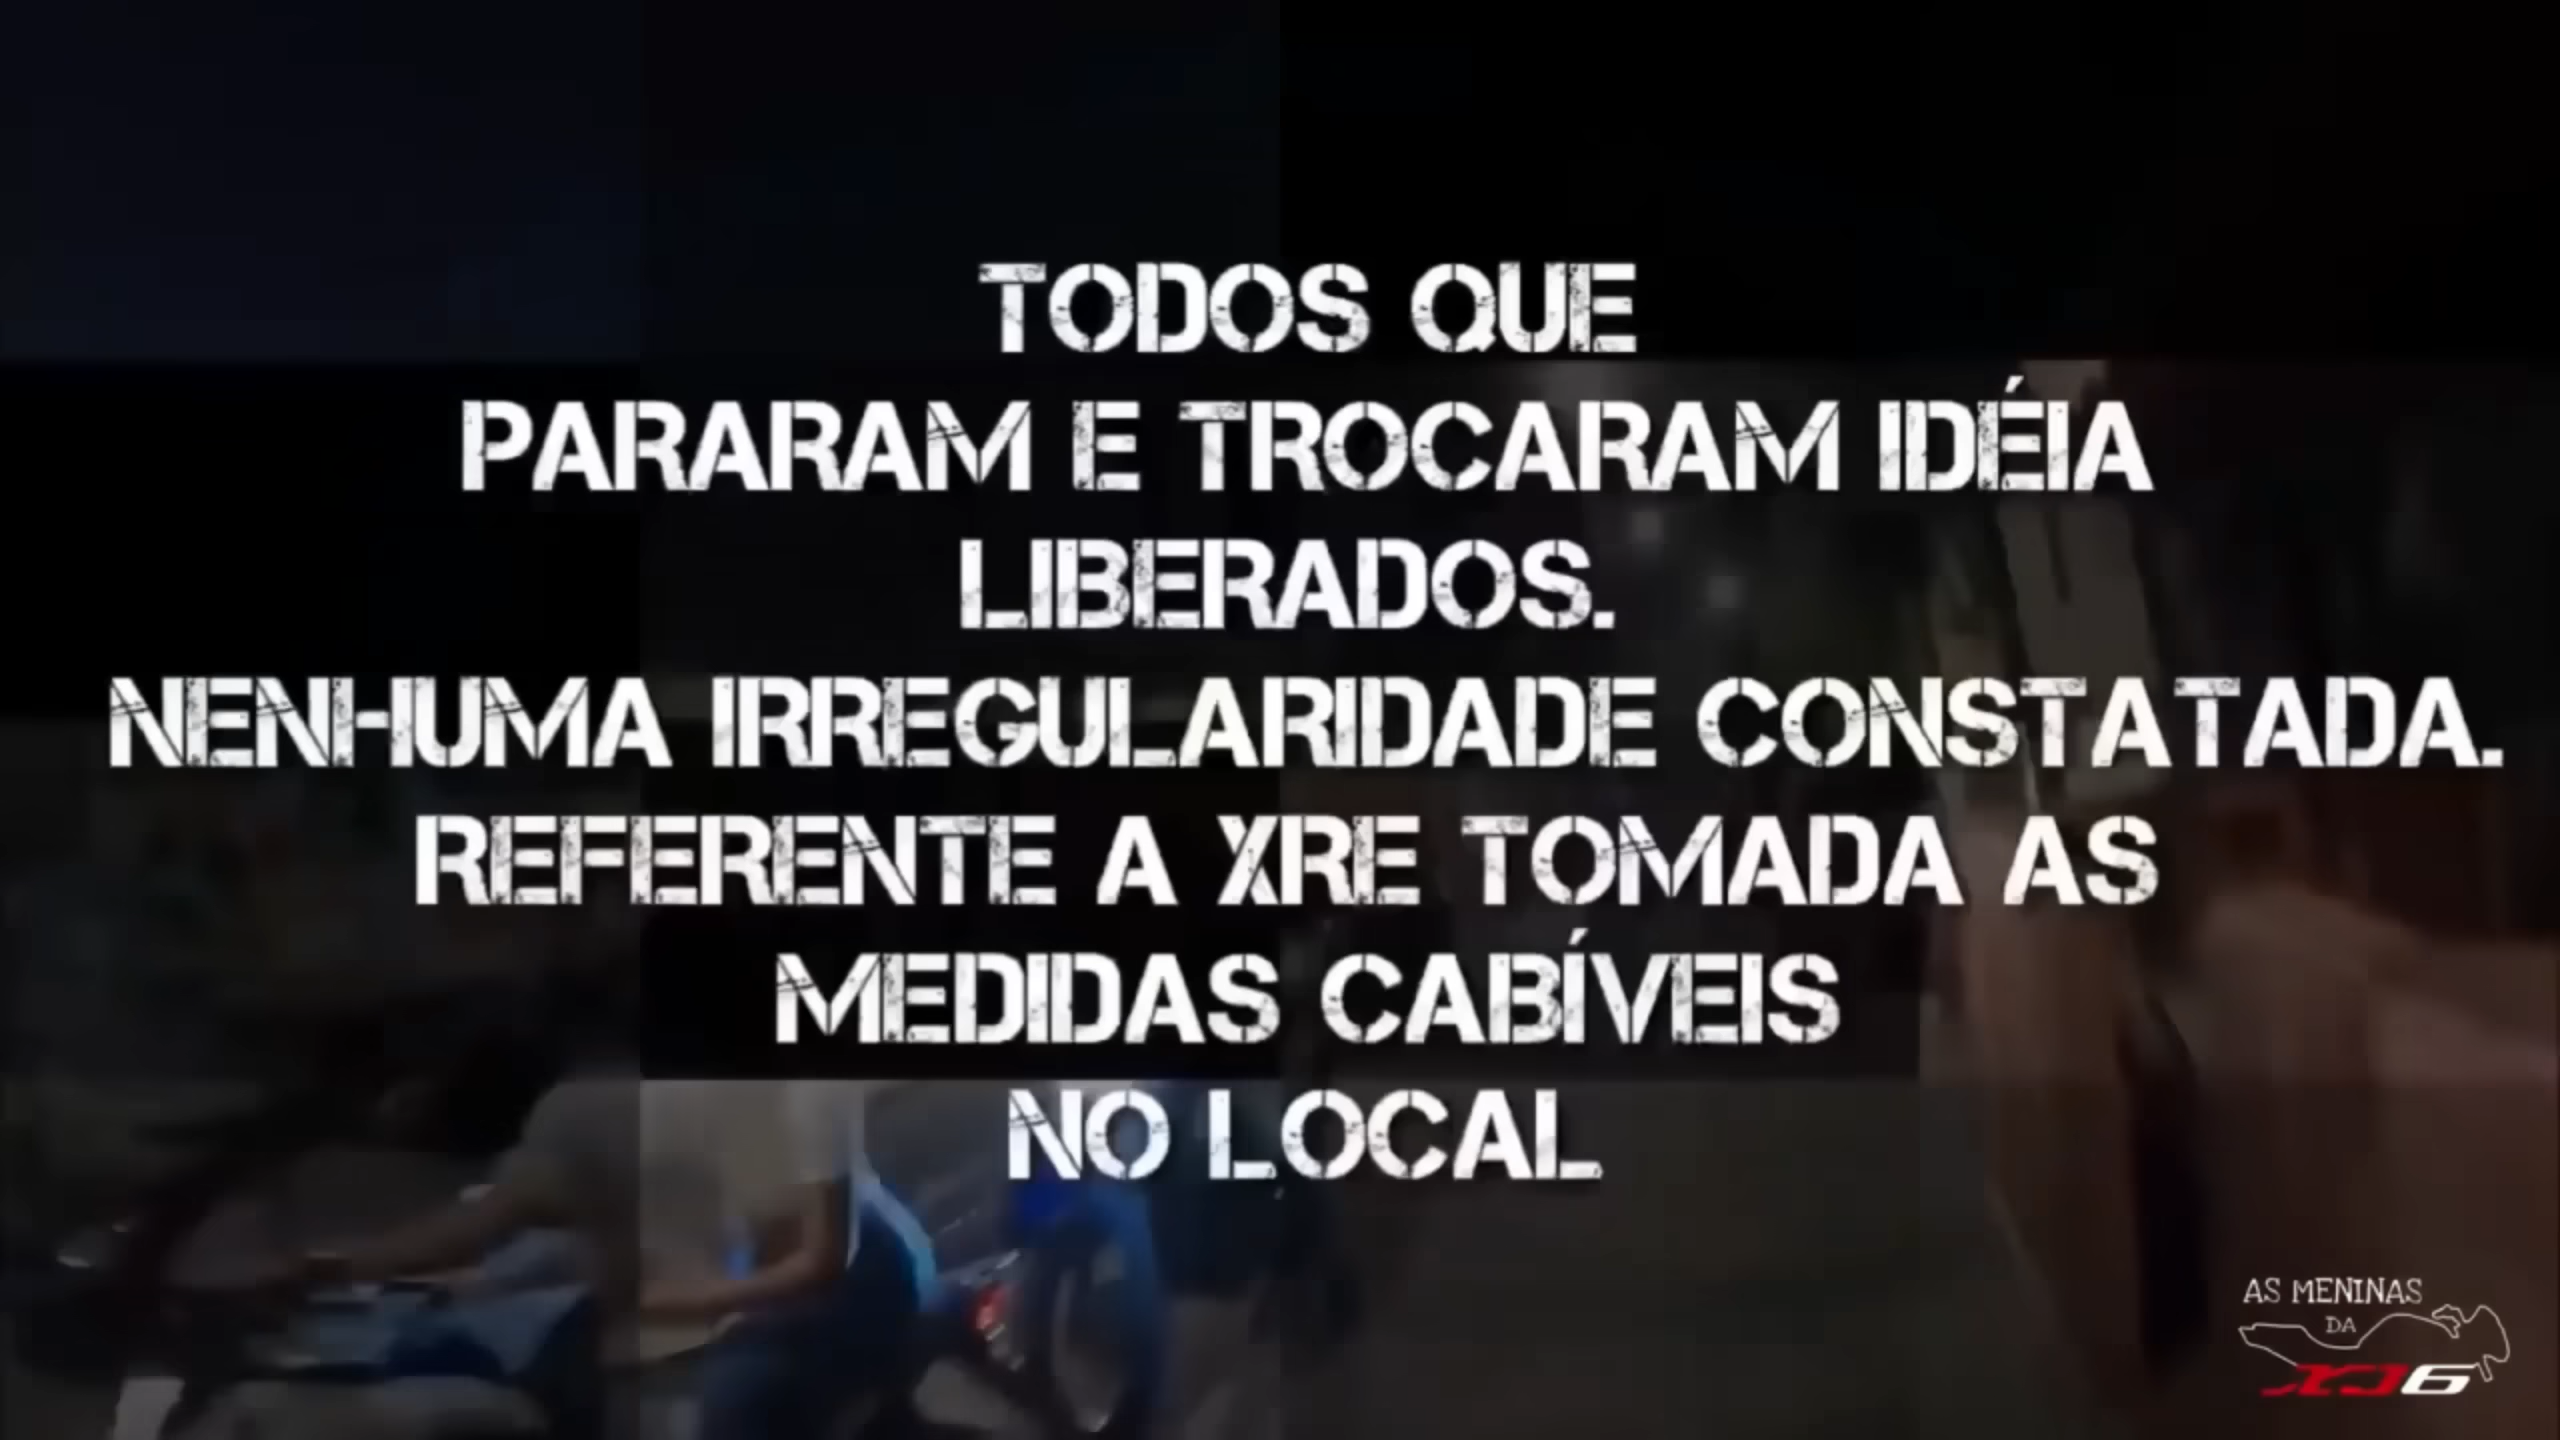 TODOS QUE
PARARAM E TROCARAM IDÉIA
LIBERADOS.
NENHUMA IRREGULARIDADE CONSTATADA.
REFERENTE A XRE TOMADA AS
MEDIDAS CABÍVEIS
NO LOCAL
AS MENINAS
DA
XJ6